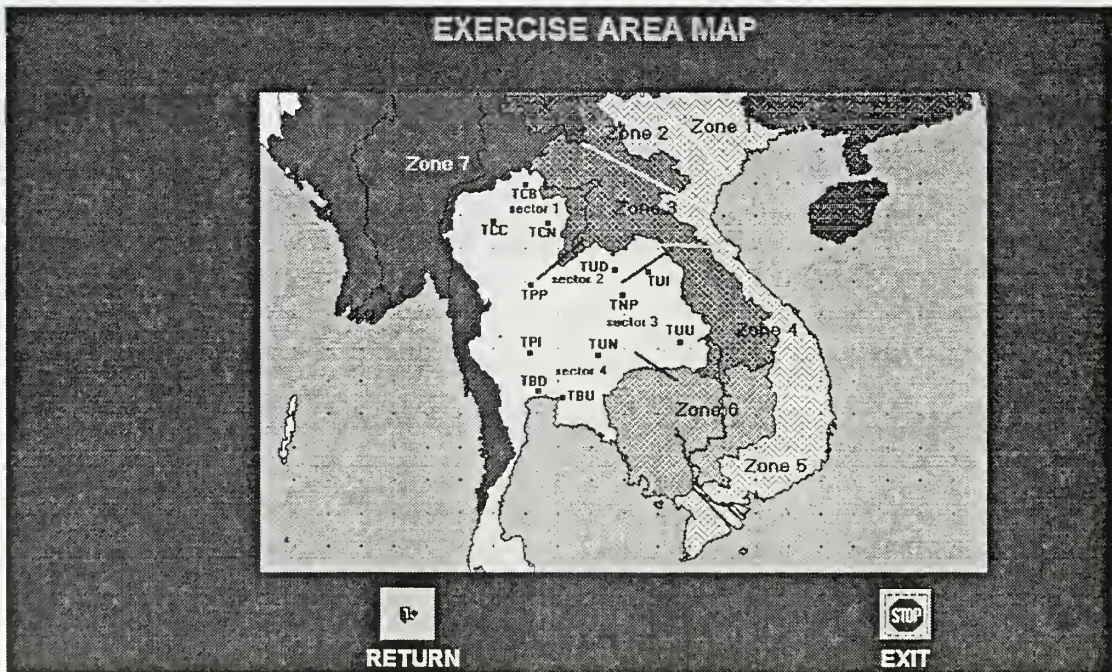 EXERCISE AREA MAP
Zone 2
Zone 1
Zone 7
TCB
sector 1
Zone 3
TCC
TCN
TUD
sector 2
TUI
TPP
TNP
sector 3
Zone 4
TUU
TPI
TUN
sector 4
TBD
TBU
Zone 6
Zone 5
STOP
RETURN
EXIT